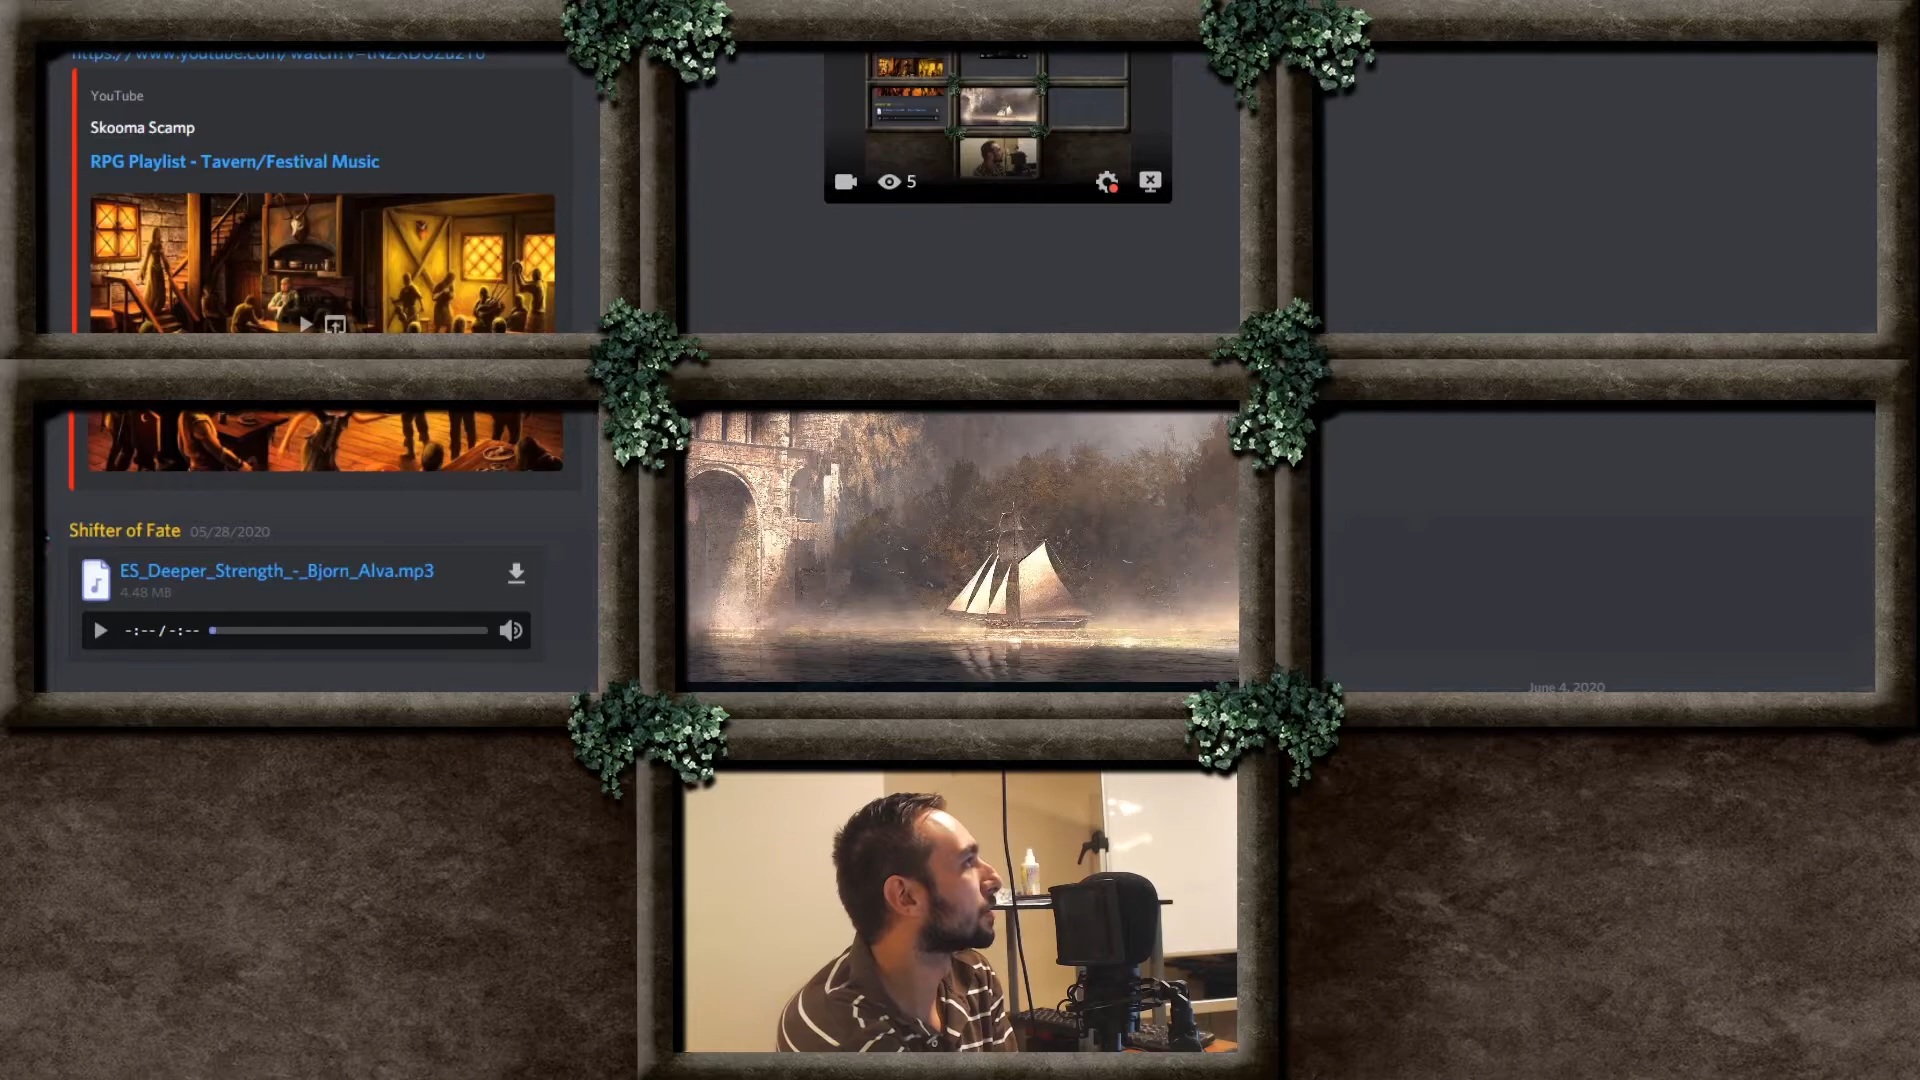 YouTube
Skooma Scamp
RPG Playlist - Tavern/Festival Music
5
Shifter of Fate 05/28/2020
ES_Deeper_Strength_-_Bjorn_Alva.mp3
4.48 MB
-:--/-:--
June 4, 2020